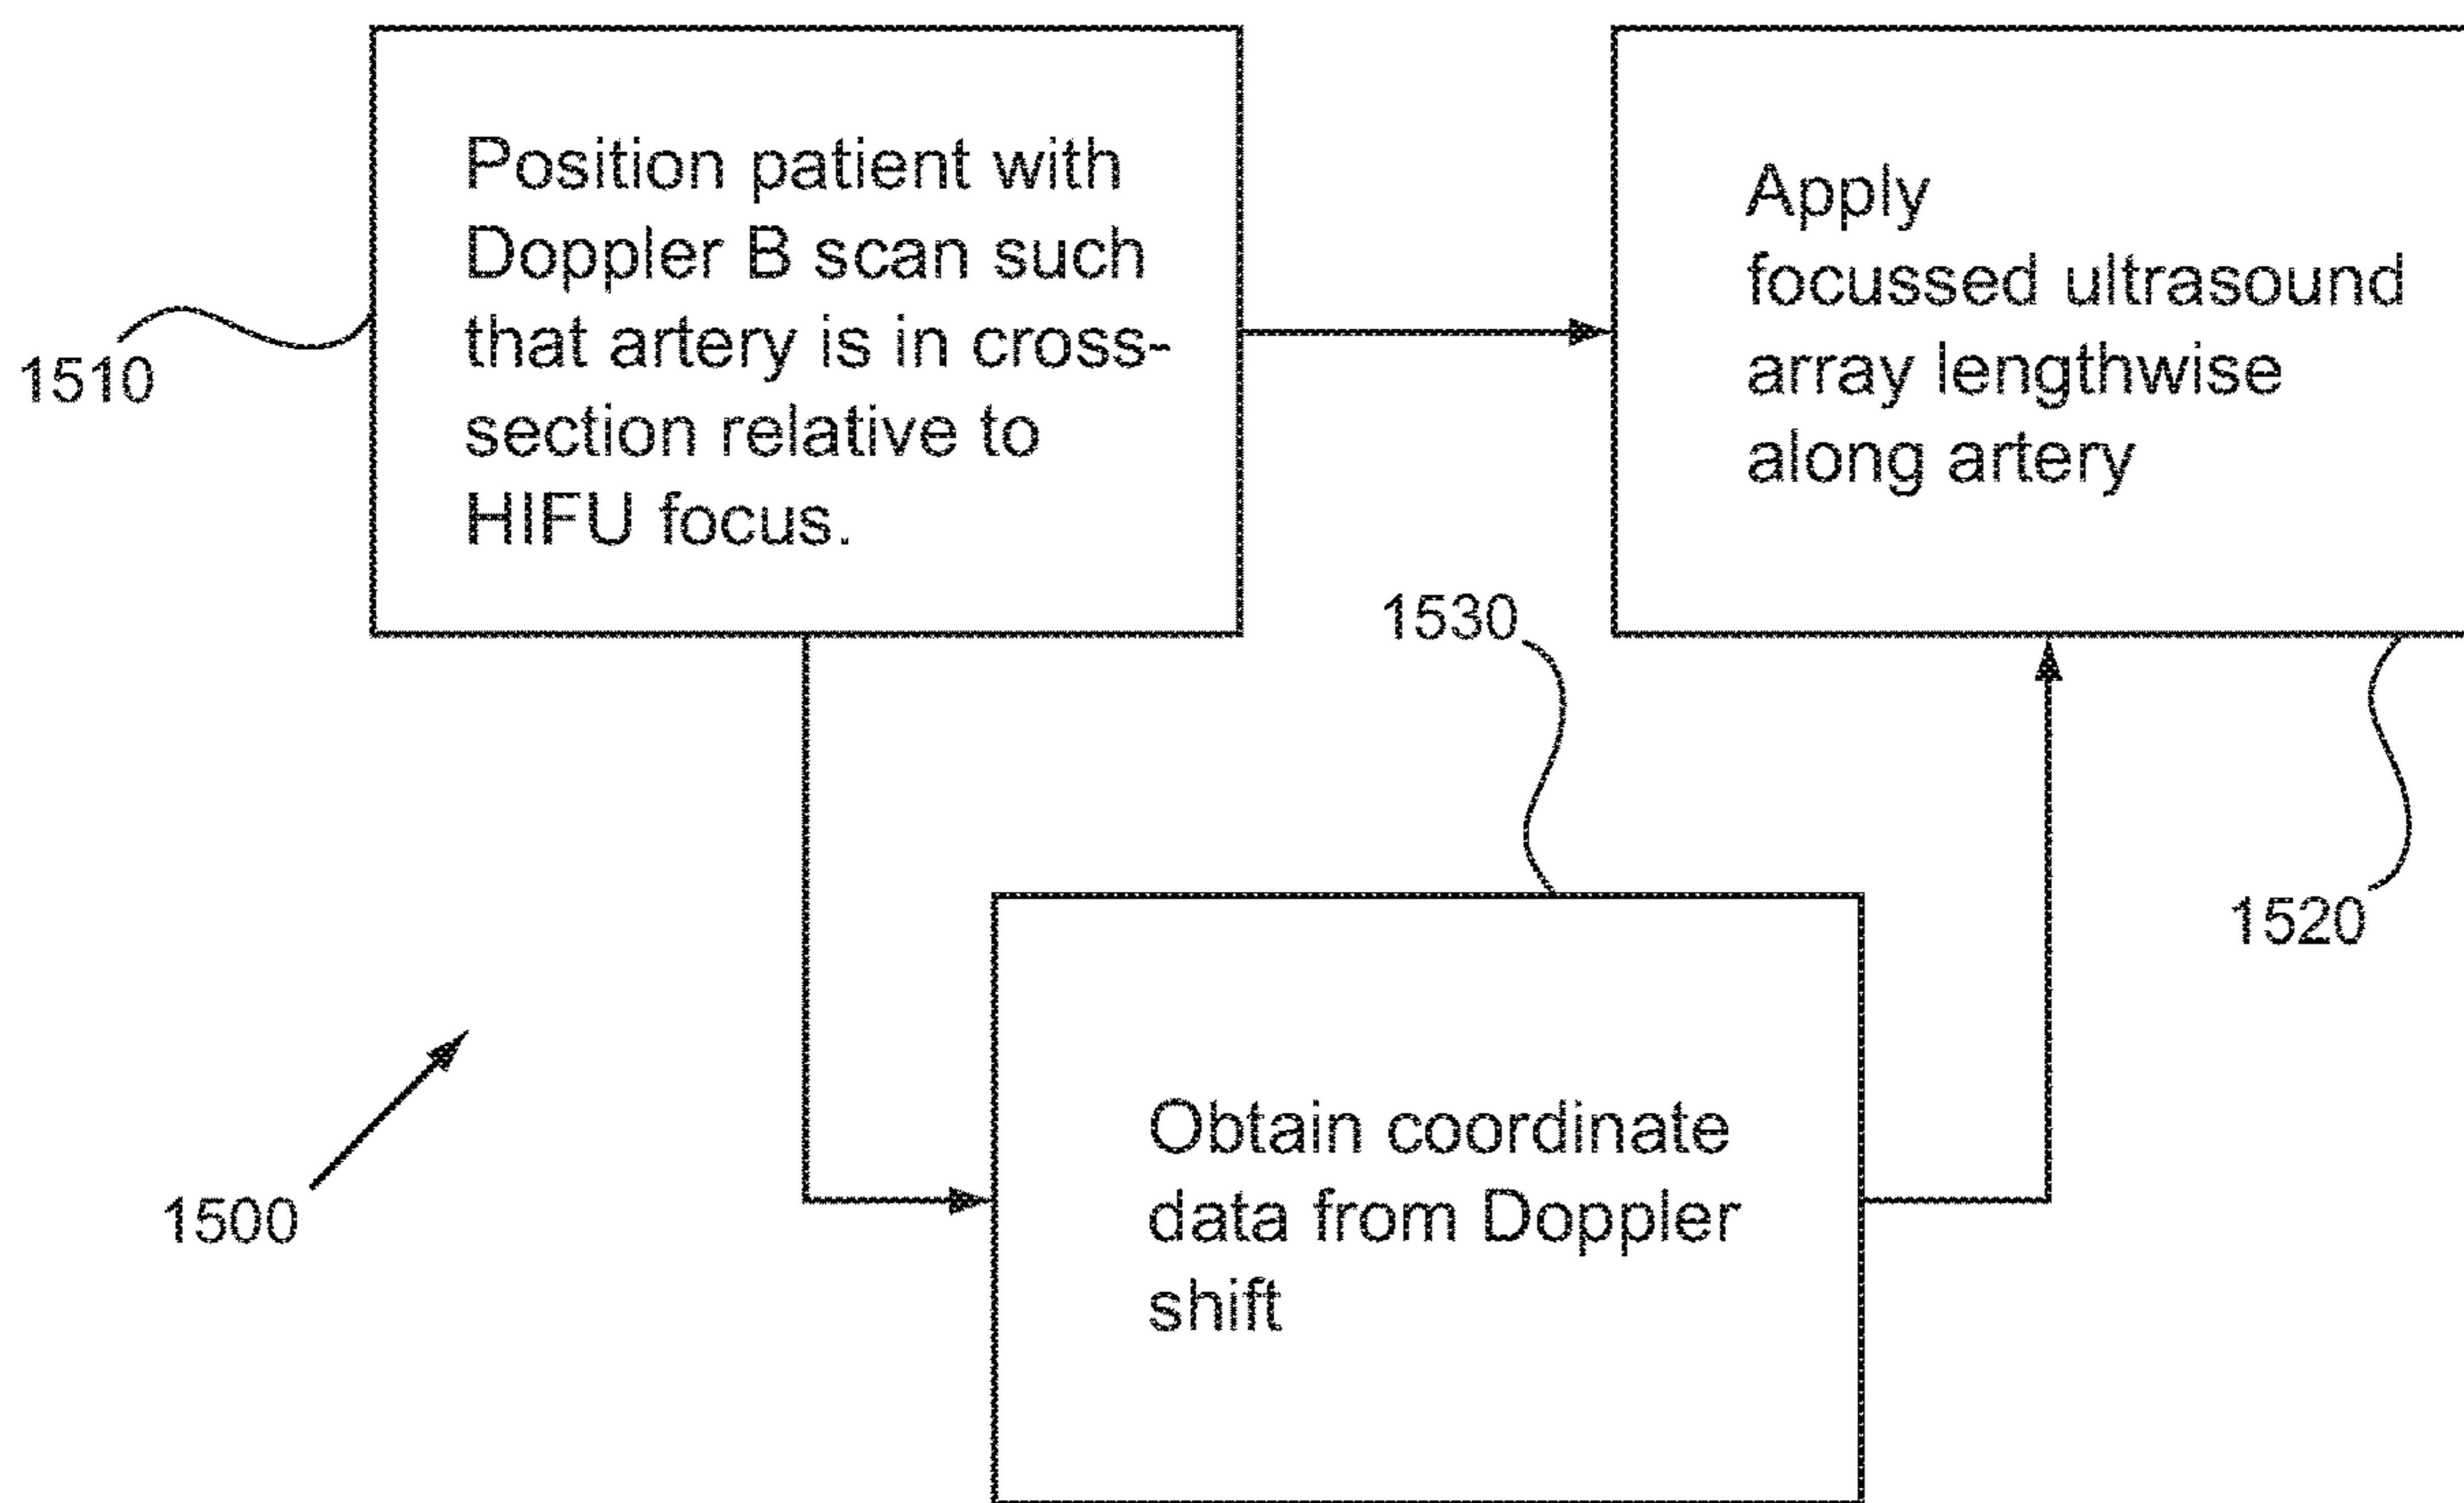 Position patient with
Doppler B scan such
that artery is in cross-
section relative to
HIFU focus.
1510
Apply
focussed ultrasound
array lengthwise
along artery
1530
1520
Obtain coordinate
data from Doppler
shift
1500